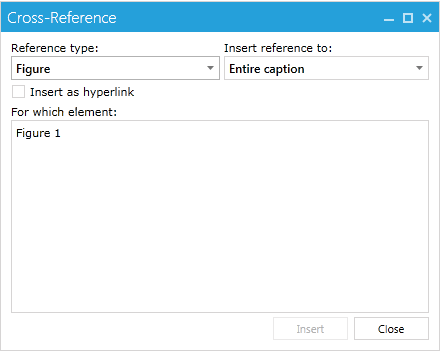 Cross-Reference
Reference type:
Insert reference to:
Figure
Entire caption
Insert as hyperlink
For which element:
Figure 1
Insert
Close